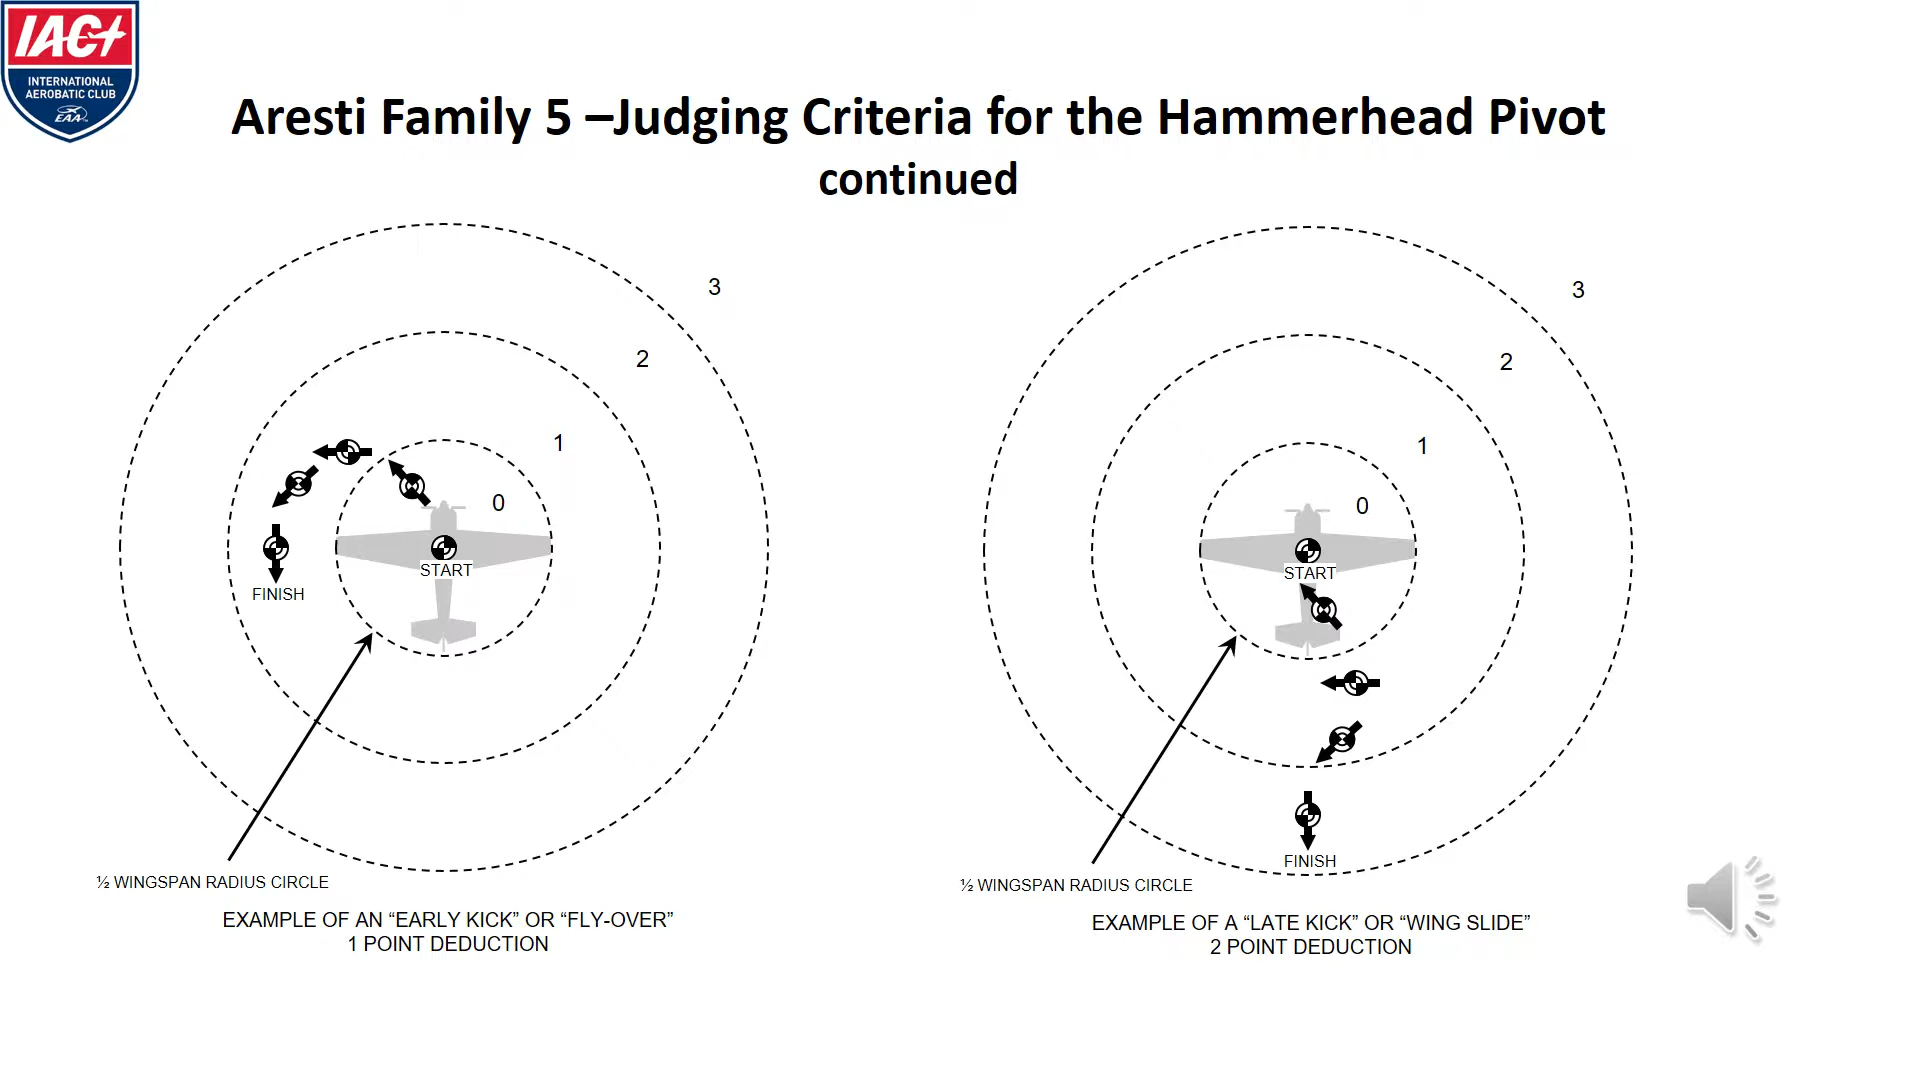 IAC
INTERNATIONAL
AEROBATIC CLUB
EAA
Aresti Family 5 –Judging Criteria for the Hammerhead Pivot
continued
3
2
1
0
START
FINISH
½ WINGSPAN RADIUS CIRCLE
EXAMPLE OF AN “EARLY KICK” OR “FLY-OVER”
1 POINT DEDUCTION
3
2
1
0
START
FINISH
½ WINGSPAN RADIUS CIRCLE
EXAMPLE OF A “LATE KICK” OR “WING SLIDE”
2 POINT DEDUCTION